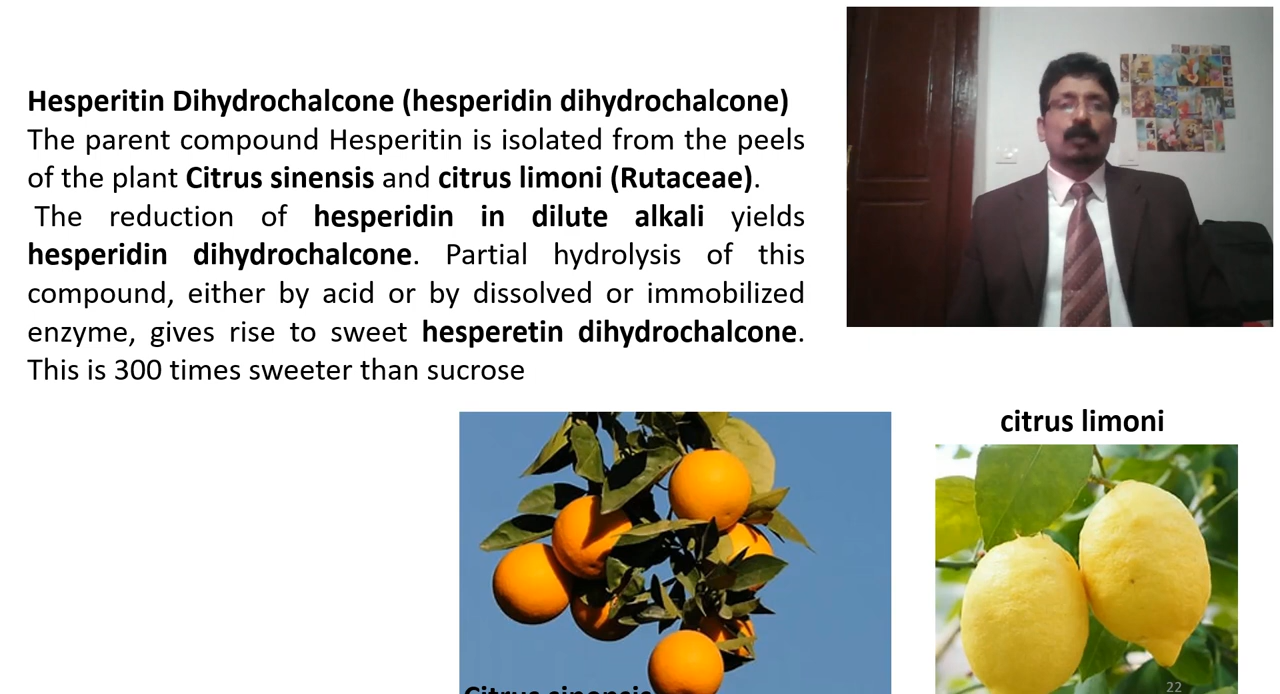 Hesperitin Dihydrochalcone (hesperidin dihydrochalcone)
The parent compound Hesperitin is isolated from the peels
of the plant Citrus sinensis and citrus limoni (Rutaceae).
The reduction of hesperidin in dilute alkali yields
hesperidin dihydrochalcone. Partial hydrolysis of this
compound, either by acid or by dissolved or immobilized
enzyme, gives rise to sweet hesperetin dihydrochalcone.
This is 300 times sweeter than sucrose
citrus limoni
Citrus sinensis
22